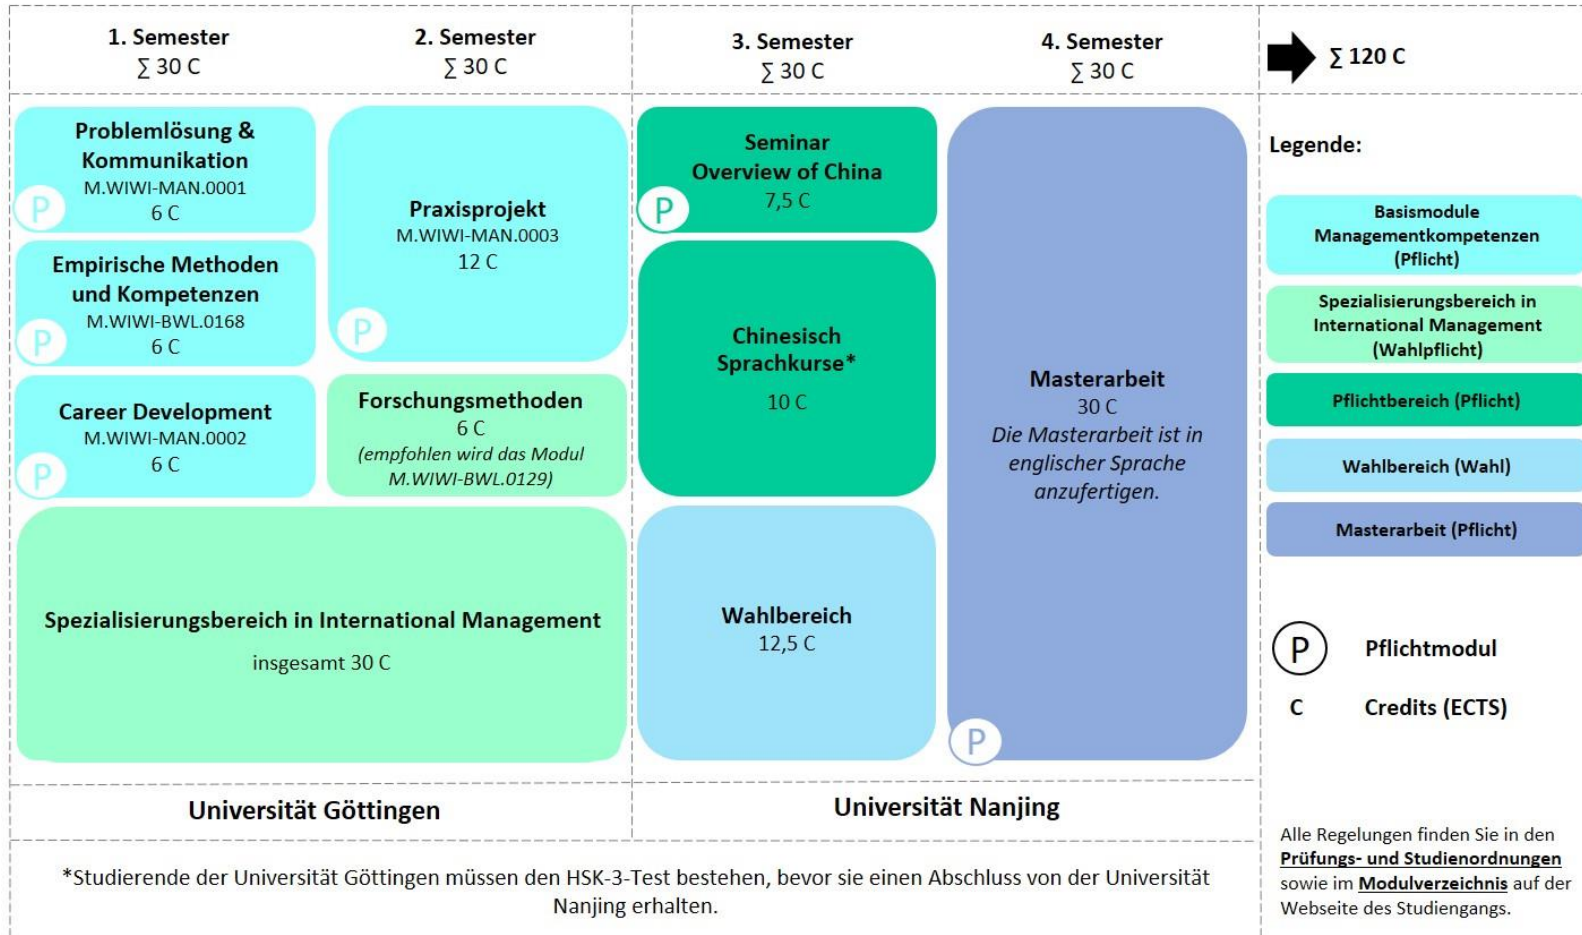 1. Semester
∑ 30 C
2. Semester
∑ 30 C
3. Semester
∑ 30 C
4. Semester
∑ 30 C
∑ 120 C
Problemlösung &
Kommunikation
M.WIWI-MAN.0001
6 C
P
Empirische Methoden
und Kompetenzen
M.WIWI-BWL.0168
6 C
P
Career Development
M.WIWI-MAN.0002
6 C
P
Praxisprojekt
M.WIWI-MAN.0003
12 C
P
Forschungsmethoden
6 C
(empfohlen wird das Modul
M.WIWI-BWL.0129)
Spezialisierungsbereich in International Management
insgesamt 30 C
Seminar
Overview of China
7,5 C
P
Chinesisch
Sprachkurse*
10 C
Wahlbereich
12,5 C
Masterarbeit
30 C
Die Masterarbeit ist in
englischer Sprache
anzufertigen.
P
Universität Göttingen
Universität Nanjing
*Studierende der Universität Göttingen müssen den HSK-3-Test bestehen, bevor sie einen Abschluss von der Universität
Nanjing erhalten.
Legende:
Basismodule
Managementkompetenzen
(Pflicht)
Spezialisierungsbereich in
International Management
(Wahlpflicht)
Pflichtbereich (Pflicht)
Wahlbereich (Wahl)
Masterarbeit (Pflicht)
P Pflichtmodul
C Credits (ECTS)
Alle Regelungen finden Sie in den
Prüfungs- und Studienordnungen
sowie im Modulverzeichnis auf der
Webseite des Studiengangs.